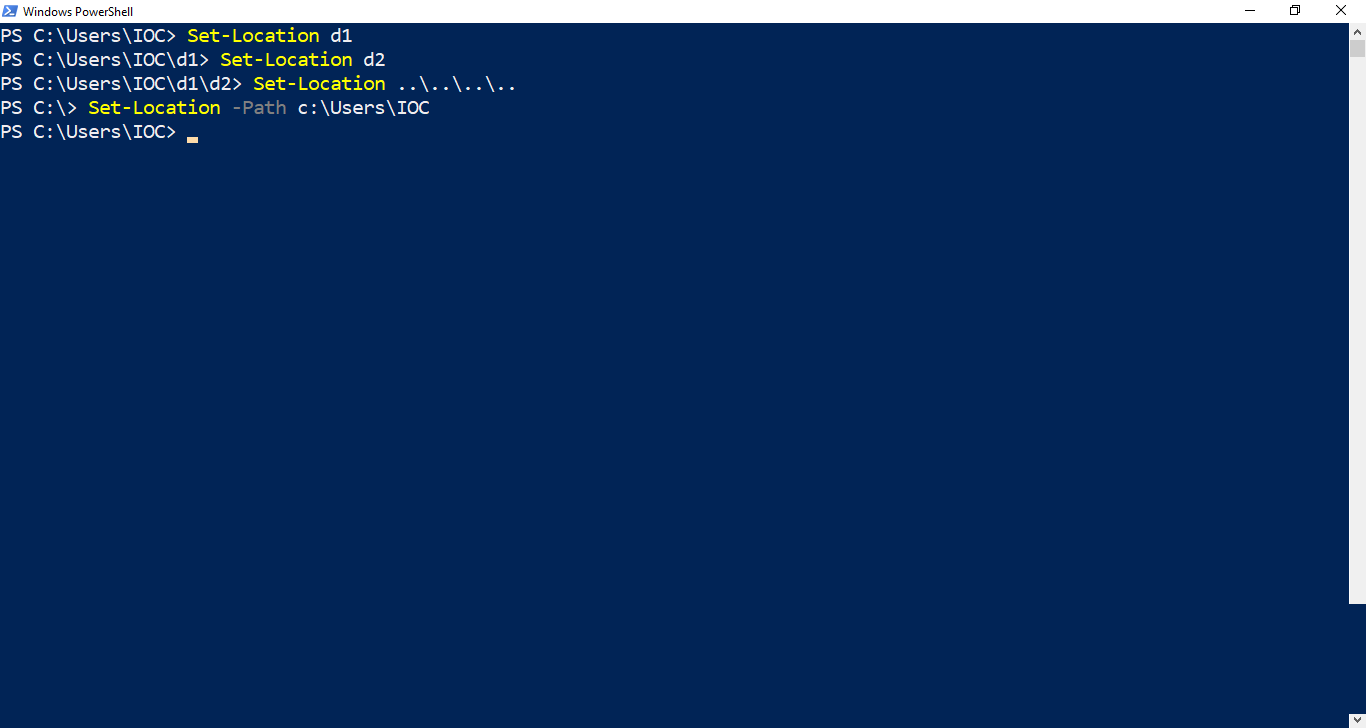 Windows PowerShell
PS C:\Users\IOC> Set-Location d1
PS C:\Users\IOC\d1> Set-Location d2
PS C:\Users\IOC\d1\d2> Set-Location ..\..\..\..
PS C:\> Set-Location -Path c:\Users\IOC
PS C:\Users\IOC>